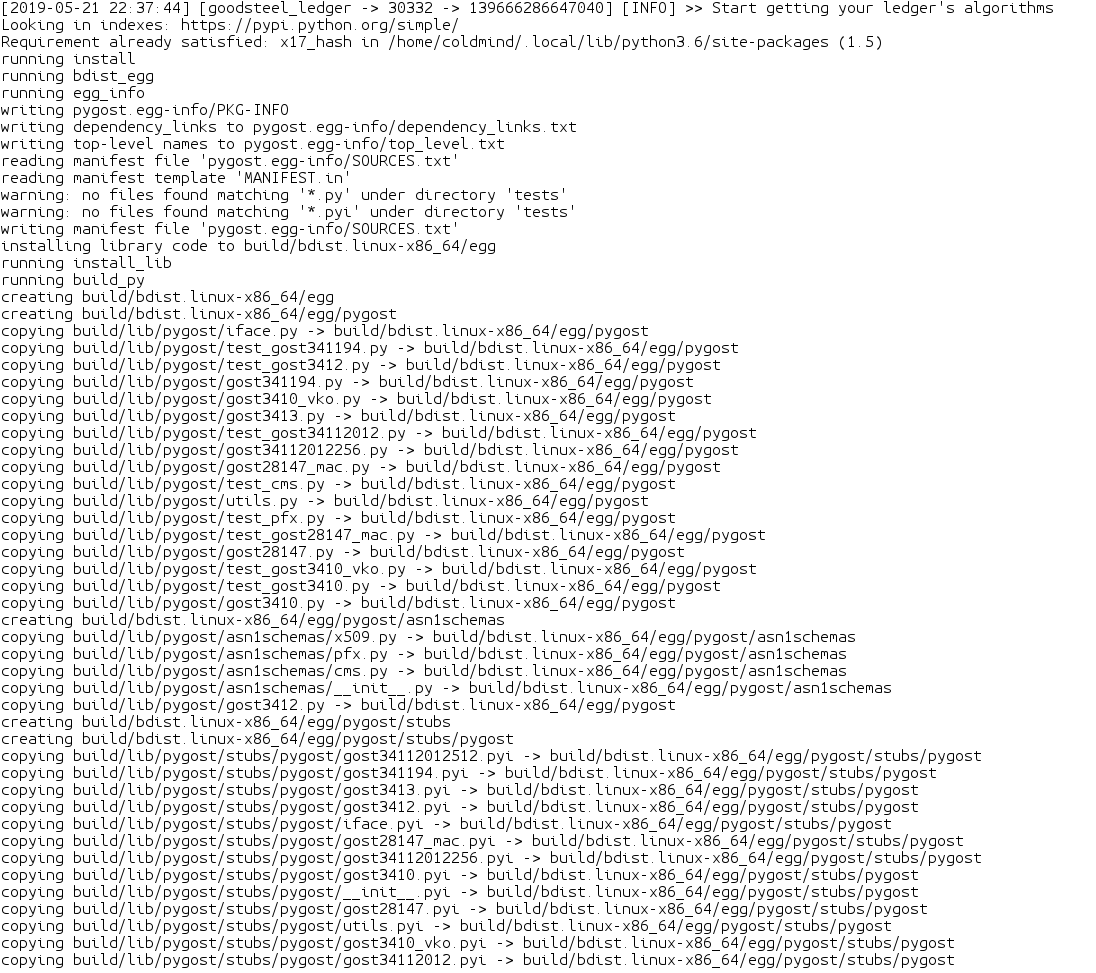 [2019-05-21 22:37:44] [goodsteel_ledger -> 30332 -> 139666286647040] [INFO] >> Start getting your ledger's algorithms
Looking in indexes: https://pypi.python.org/simple/
Requirement already satisfied: x17_hash in /home/coldmind/.local/lib/python3.6/site-packages (1.5)
running install
running bdist_egg
running egg_info
writing pygost.egg-info/PKG-INFO
writing dependency_links to pygost.egg-info/dependency_links.txt
writing top-level names to pygost.egg-info/top_level.txt
reading manifest file 'pygost.egg-info/SOURCES.txt'
reading manifest template 'MANIFEST.in'
warning: no files found matching '*.py' under directory 'tests'
warning: no files found matching '*.pyi' under directory 'tests'
writing manifest file 'pygost.egg-info/SOURCES.txt'
installing library code to build/bdist.linux-x86_64/egg
running install_lib
running build_py
creating build/bdist.linux-x86_64/egg
creating build/bdist.linux-x86_64/egg/pygost
copying build/lib/pygost/iface.py -> build/bdist.linux-x86_64/egg/pygost
copying build/lib/pygost/test_gost341194.py -> build/bdist.linux-x86_64/egg/pygost
copying build/lib/pygost/test_gost3412.py -> build/bdist.linux-x86_64/egg/pygost
copying build/lib/pygost/gost341194.py -> build/bdist.linux-x86_64/egg/pygost
copying build/lib/pygost/gost3410_vko.py -> build/bdist.linux-x86_64/egg/pygost
copying build/lib/pygost/gost3413.py -> build/bdist.linux-x86_64/egg/pygost
copying build/lib/pygost/test_gost34112012.py -> build/bdist.linux-x86_64/egg/pygost
copying build/lib/pygost/gost34112012256.py -> build/bdist.linux-x86_64/egg/pygost
copying build/lib/pygost/gost28147_mac.py -> build/bdist.linux-x86_64/egg/pygost
copying build/lib/pygost/test_cms.py -> build/bdist.linux-x86_64/egg/pygost
copying build/lib/pygost/utils.py -> build/bdist.linux-x86_64/egg/pygost
copying build/lib/pygost/test_pfx.py -> build/bdist.linux-x86_64/egg/pygost
copying build/lib/pygost/test_gost28147_mac.py -> build/bdist.linux-x86_64/egg/pygost
copying build/lib/pygost/gost28147.py -> build/bdist.linux-x86_64/egg/pygost
copying build/lib/pygost/test_gost3410_vko.py -> build/bdist.linux-x86_64/egg/pygost
copying build/lib/pygost/test_gost3410.py -> build/bdist.linux-x86_64/egg/pygost
copying build/lib/pygost/gost3410.py -> build/bdist.linux-x86_64/egg/pygost
creating build/bdist.linux-x86_64/egg/pygost/asn1schemas
copying build/lib/pygost/asn1schemas/x509.py -> build/bdist.linux-x86_64/egg/pygost/asn1schemas
copying build/lib/pygost/asn1schemas/pfx.py -> build/bdist.linux-x86_64/egg/pygost/asn1schemas
copying build/lib/pygost/asn1schemas/cms.py -> build/bdist.linux-x86_64/egg/pygost/asn1schemas
copying build/lib/pygost/asn1schemas/__init__.py -> build/bdist.linux-x86_64/egg/pygost/asn1schemas
copying build/lib/pygost/gost3412.py -> build/bdist.linux-x86_64/egg/pygost
creating build/bdist.linux-x86_64/egg/pygost/stubs
creating build/bdist.linux-x86_64/egg/pygost/stubs/pygost
copying build/lib/pygost/stubs/pygost/gost34112012512.pyi -> build/bdist.linux-x86_64/egg/pygost/stubs/pygost
copying build/lib/pygost/stubs/pygost/gost341194.pyi -> build/bdist.linux-x86_64/egg/pygost/stubs/pygost
copying build/lib/pygost/stubs/pygost/gost3413.pyi -> build/bdist.linux-x86_64/egg/pygost/stubs/pygost
copying build/lib/pygost/stubs/pygost/gost3412.pyi -> build/bdist.linux-x86_64/egg/pygost/stubs/pygost
copying build/lib/pygost/stubs/pygost/iface.pyi -> build/bdist.linux-x86_64/egg/pygost/stubs/pygost
copying build/lib/pygost/stubs/pygost/gost28147_mac.pyi -> build/bdist.linux-x86_64/egg/pygost/stubs/pygost
copying build/lib/pygost/stubs/pygost/gost34112012256.pyi -> build/bdist.linux-x86_64/egg/pygost/stubs/pygost
copying build/lib/pygost/stubs/pygost/gost3410.pyi -> build/bdist.linux-x86_64/egg/pygost/stubs/pygost
copying build/lib/pygost/stubs/pygost/__init__.pyi -> build/bdist.linux-x86_64/egg/pygost/stubs/pygost
copying build/lib/pygost/stubs/pygost/gost28147.pyi -> build/bdist.linux-x86_64/egg/pygost/stubs/pygost
copying build/lib/pygost/stubs/pygost/utils.pyi -> build/bdist.linux-x86_64/egg/pygost/stubs/pygost
copying build/lib/pygost/stubs/pygost/gost3410_vko.pyi -> build/bdist.linux-x86_64/egg/pygost/stubs/pygost
copying build/lib/pygost/stubs/pygost/gost34112012.pyi -> build/bdist.linux-x86_64/egg/pygost/stubs/pygost